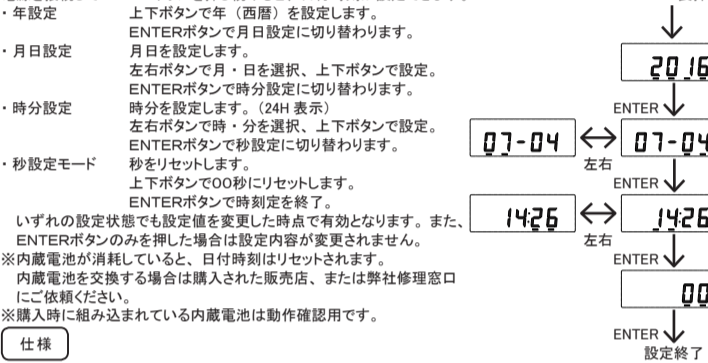 ・年設定 上下ボタンで年（西暦）を設定します。
ENTERボタンで月日設定に切り替わります。
・月日設定 月日を設定します。
左右ボタンで月・日を選択、上下ボタンで設定。
ENTERボタンで時分設定に切り替わります。
・時分設定 時分を設定します。（24H 表示）
左右ボタンで時・分を選択、上下ボタンで設定。
ENTERボタンで秒設定に切り替わります。
・秒設定モード 秒をリセットします。
上下ボタンで00秒にリセットします。
ENTERボタンで時刻定を終了。
いずれの設定状態でも設定値を変更した時点で有効となります。また、
ENTERボタンのみを押した場合は設定内容が変更されません。
※内蔵電池が消耗していると、日付時刻はリセットされます。
内蔵電池を交換する場合は購入された販売店、または弊社修理窓口
にご依頼ください。
※購入時に組み込まれている内蔵電池は動作確認用です。
仕様
2016
ENTER
07-04 07-04
左右
ENTER
14:26 14:26
左右
ENTER
00
ENTER
設定終了